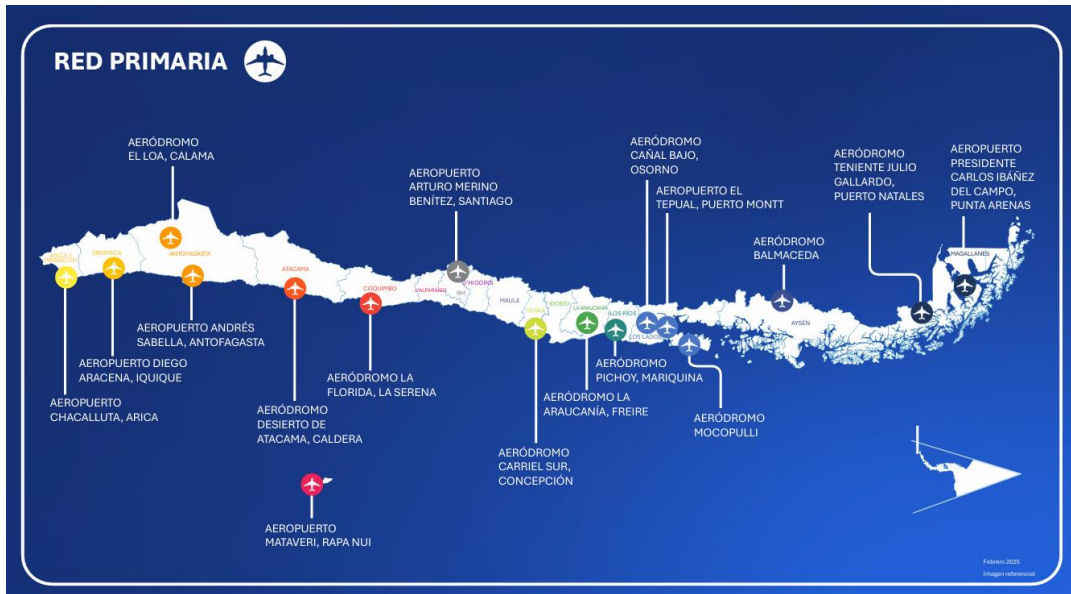 RED PRIMARIA
AERÓDROMO
EL LOA, CALAMA
AEROPUERTO
ARTURO MERINO
BENÍTEZ, SANTIAGO
AERÓDROMO
CAÑAL BAJO,
OSORNO
AEROPUERTO EL
TEPUAL, PUERTO MONTT
AERÓDROMO
BALMACEDA
AERÓDROMO
TENIENTE JULIO
GALLARDO,
PUERTO NATALES
AEROPUERTO
PRESIDENTE
CARLOS IBÁÑEZ
DEL CAMPO,
PUNTA ARENAS
ARICA Y
PARINACOTA
TARAPACÁ
ANTOFAGASTA
ATACAMA
COQUIMBO
VALPARAÍSO
RM
O'HIGGINS
MAULE
ÑUBLE
BIOBÍO
LA ARAUCANÍA
LOS RÍOS
LOS LAGOS
AYSÉN
MAGALLANES
AEROPUERTO
CHACALLUTA, ARICA
AEROPUERTO DIEGO
ARACENA, IQUIQUE
AEROPUERTO ANDRÉS
SABELLA, ANTOFAGASTA
AERÓDROMO
DESIERTO DE
ATACAMA, CALDERA
AERÓDROMO LA
FLORIDA, LA SERENA
AERÓDROMO
CARRIEL SUR,
CONCEPCIÓN
AERÓDROMO LA
ARAUCANÍA, FREIRE
AERÓDROMO
PICHOY, MARIQUINA
AERÓDROMO
MOCOPULLI
AEROPUERTO
MATAVERI, RAPA NUI
Febrero 2025
Imagen referencial